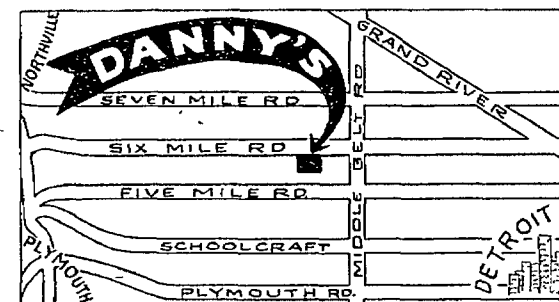 NORTHVILLE
DANNY'S
GRAND RIVER
SEVEN MILE RD
SIX MILE RD
FIVE MILE RD.
MIDDLE BELT RD
SCHOOLCRAFT
PLYMOUTH
PLYMOUTH RD.
DETROIT